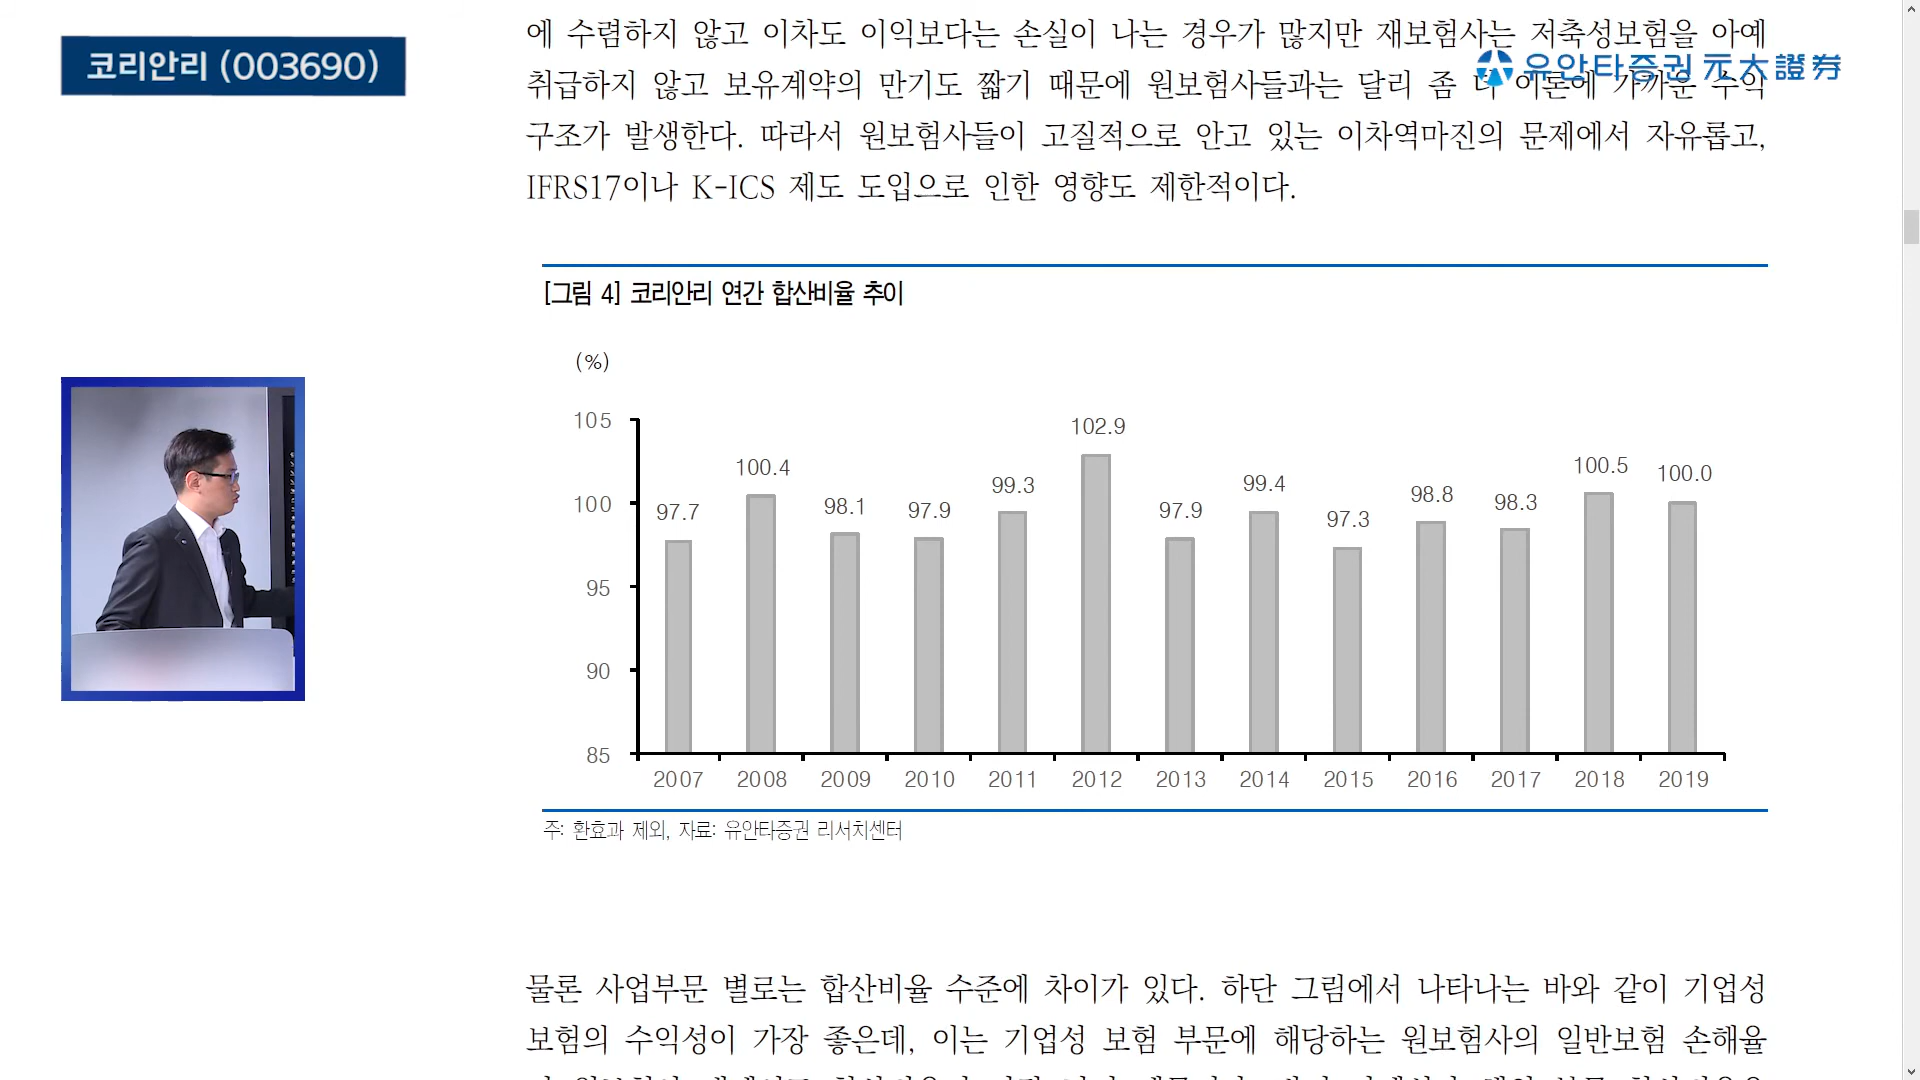 코리안리 (003690)
유안타증권 元大證券
에 수렴하지 않고 이차도 이익보다는 손실이 나는 경우가 많지만 재보험사는 저축성보험을 아예
취급하지 않고 보유계약의 만기도 짧기 때문에 원보험사들과는 달리 좀 더 이론에 가까운 수익
구조가 발생한다. 따라서 원보험사들이 고질적으로 안고 있는 이차역마진의 문제에서 자유롭고,
IFRS17이나 K-ICS 제도 도입으로 인한 영향도 제한적이다.
[그림 4] 코리안리 연간 합산비율 추이
(%)
105
100
95
90
85
97.7
100.4
98.1
97.9
99.3
102.9
97.9
99.4
97.3
98.8
98.3
100.5
100.0
2007 2008 2009 2010 2011 2012 2013 2014 2015 2016 2017 2018 2019
주: 환효과 제외, 자료: 유안타증권 리서치센터
물론 사업부문 별로는 합산비율 수준에 차이가 있다. 하단 그림에서 나타나는 바와 같이 기업성
보험의 수익성이 가장 좋은데, 이는 기업성 보험 부문에 해당하는 원보험사의 일반보험 손해율